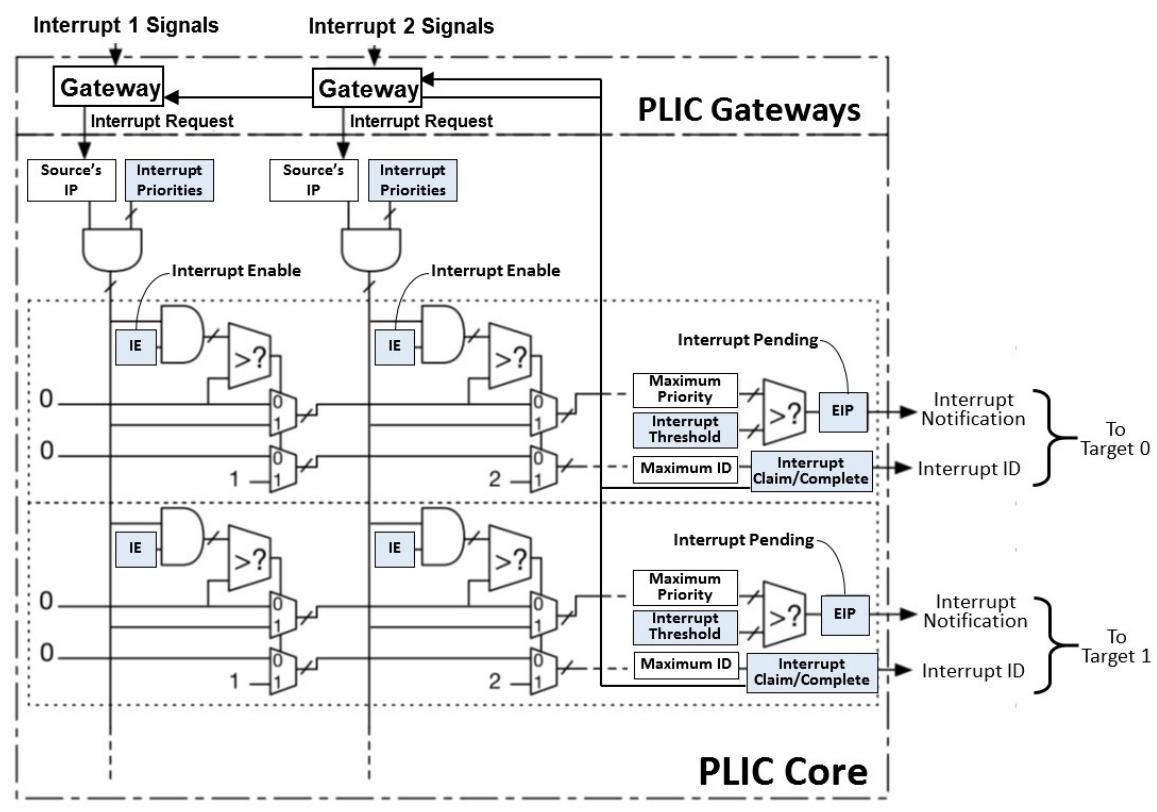 Interrupt 1 Signals
Interrupt 2 Signals
Gateway
Gateway
PLIC Gateways
Interrupt Request
Interrupt Request
Source's
IP
Interrupt
Priorities
Source's
IP
Interrupt
Priorities
Interrupt Enable
Interrupt Enable
IE
>?
IE
>?
0
0
1
0
1
0
0
1
1
2
0
1
Interrupt Pending
Maximum
Priority
Interrupt
Threshold
>?
EIP
Maximum ID
Interrupt
Claim/Complete
Interrupt
Notification
Interrupt ID
To
Target 0
IE
>?
IE
>?
0
0
1
0
1
0
0
1
1
2
0
1
Interrupt Pending
Maximum
Priority
Interrupt
Threshold
>?
EIP
Maximum ID
Interrupt
Claim/Complete
Interrupt
Notification
Interrupt ID
To
Target 1
PLIC Core